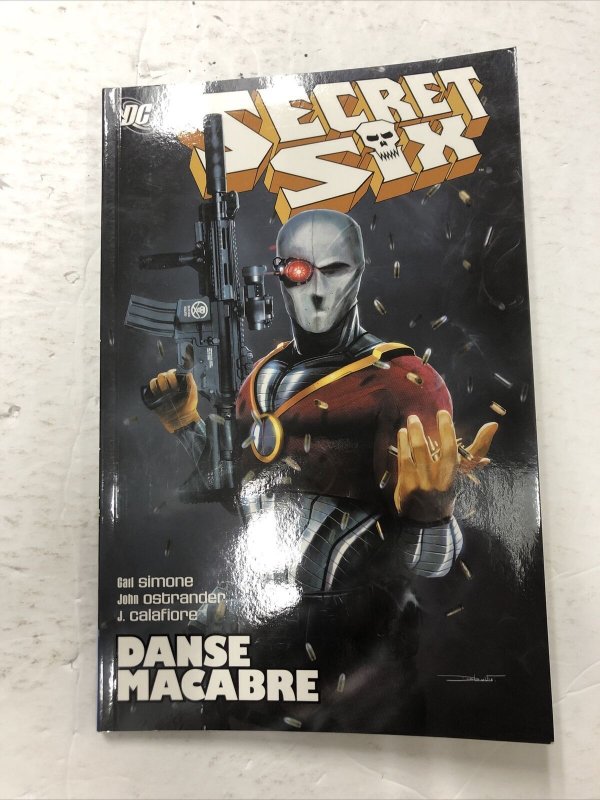 DC
SECRET
SIX
Gail Simone
John Ostrander
J. Calafiore
DANSE
MACABRE